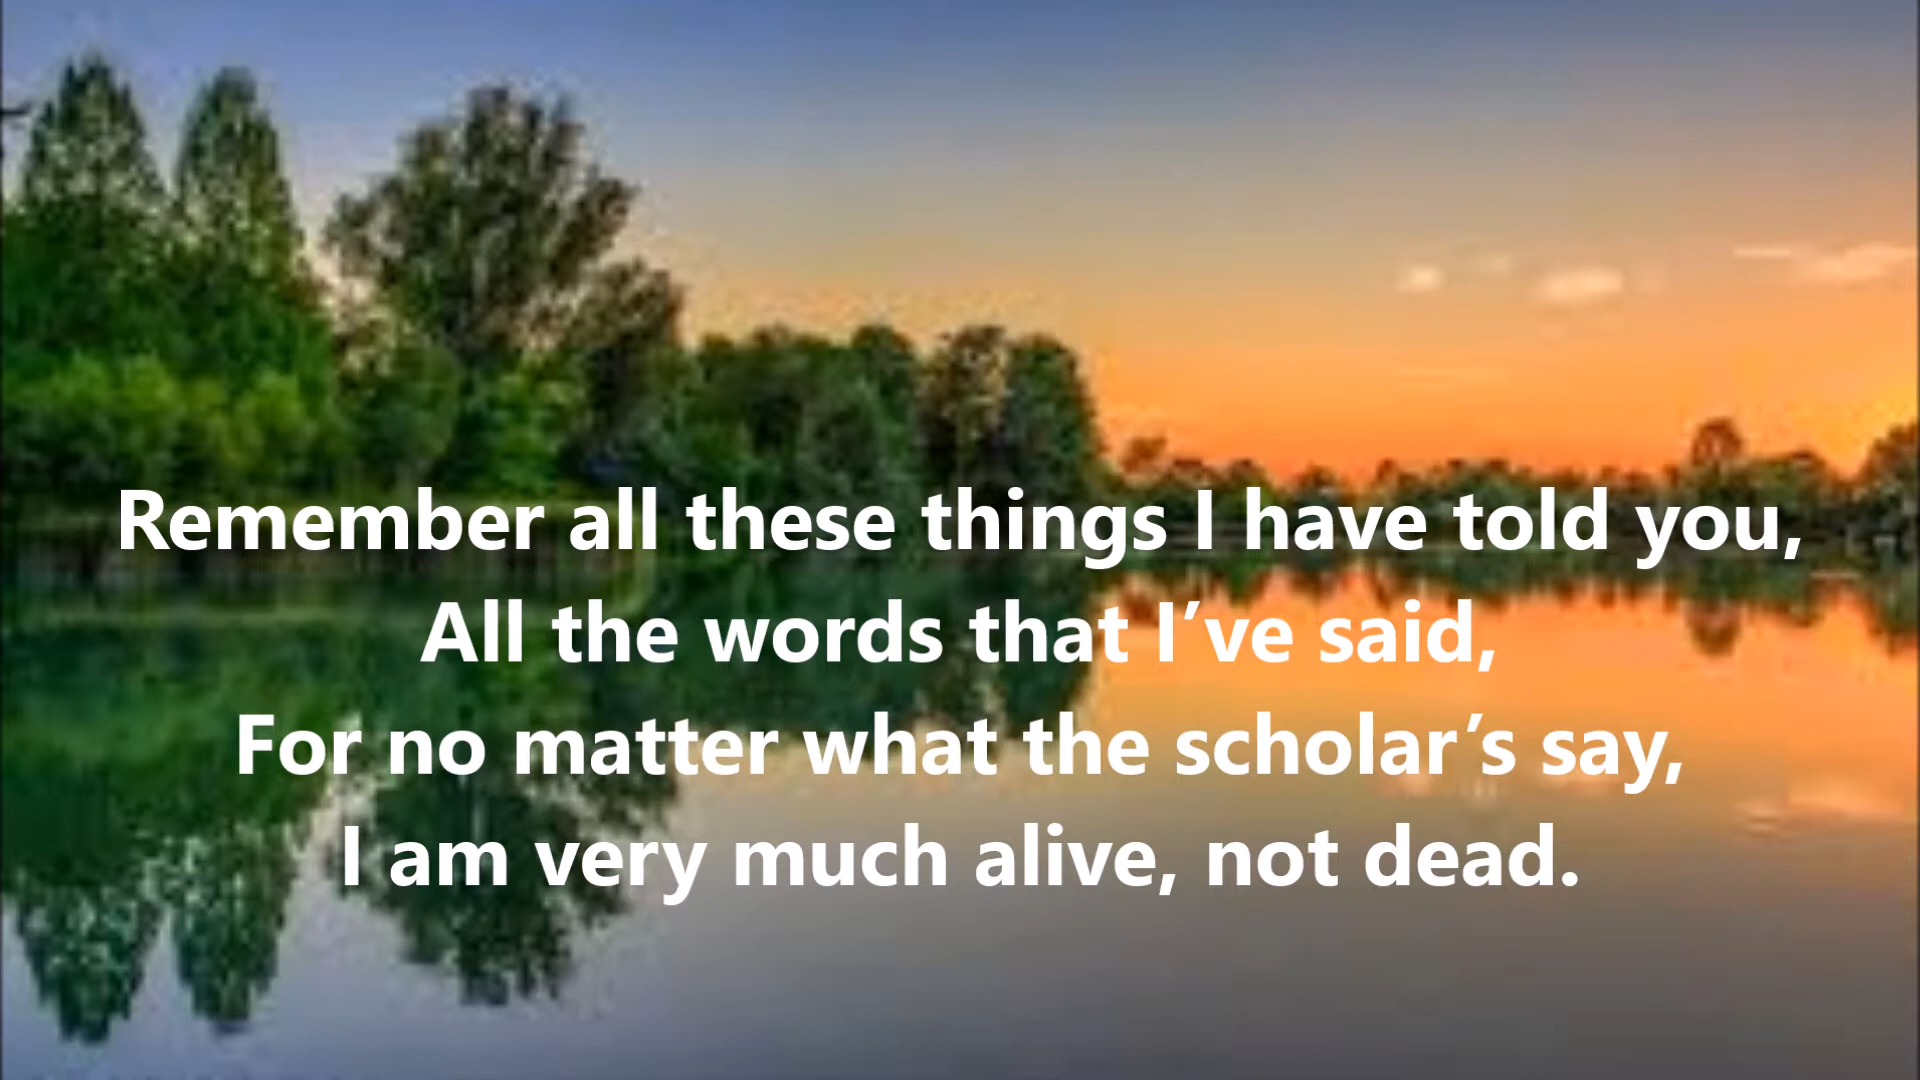 Remember all these things I have told you,
All the words that I’ve said,
For no matter what the scholar’s say,
I am very much alive, not dead.